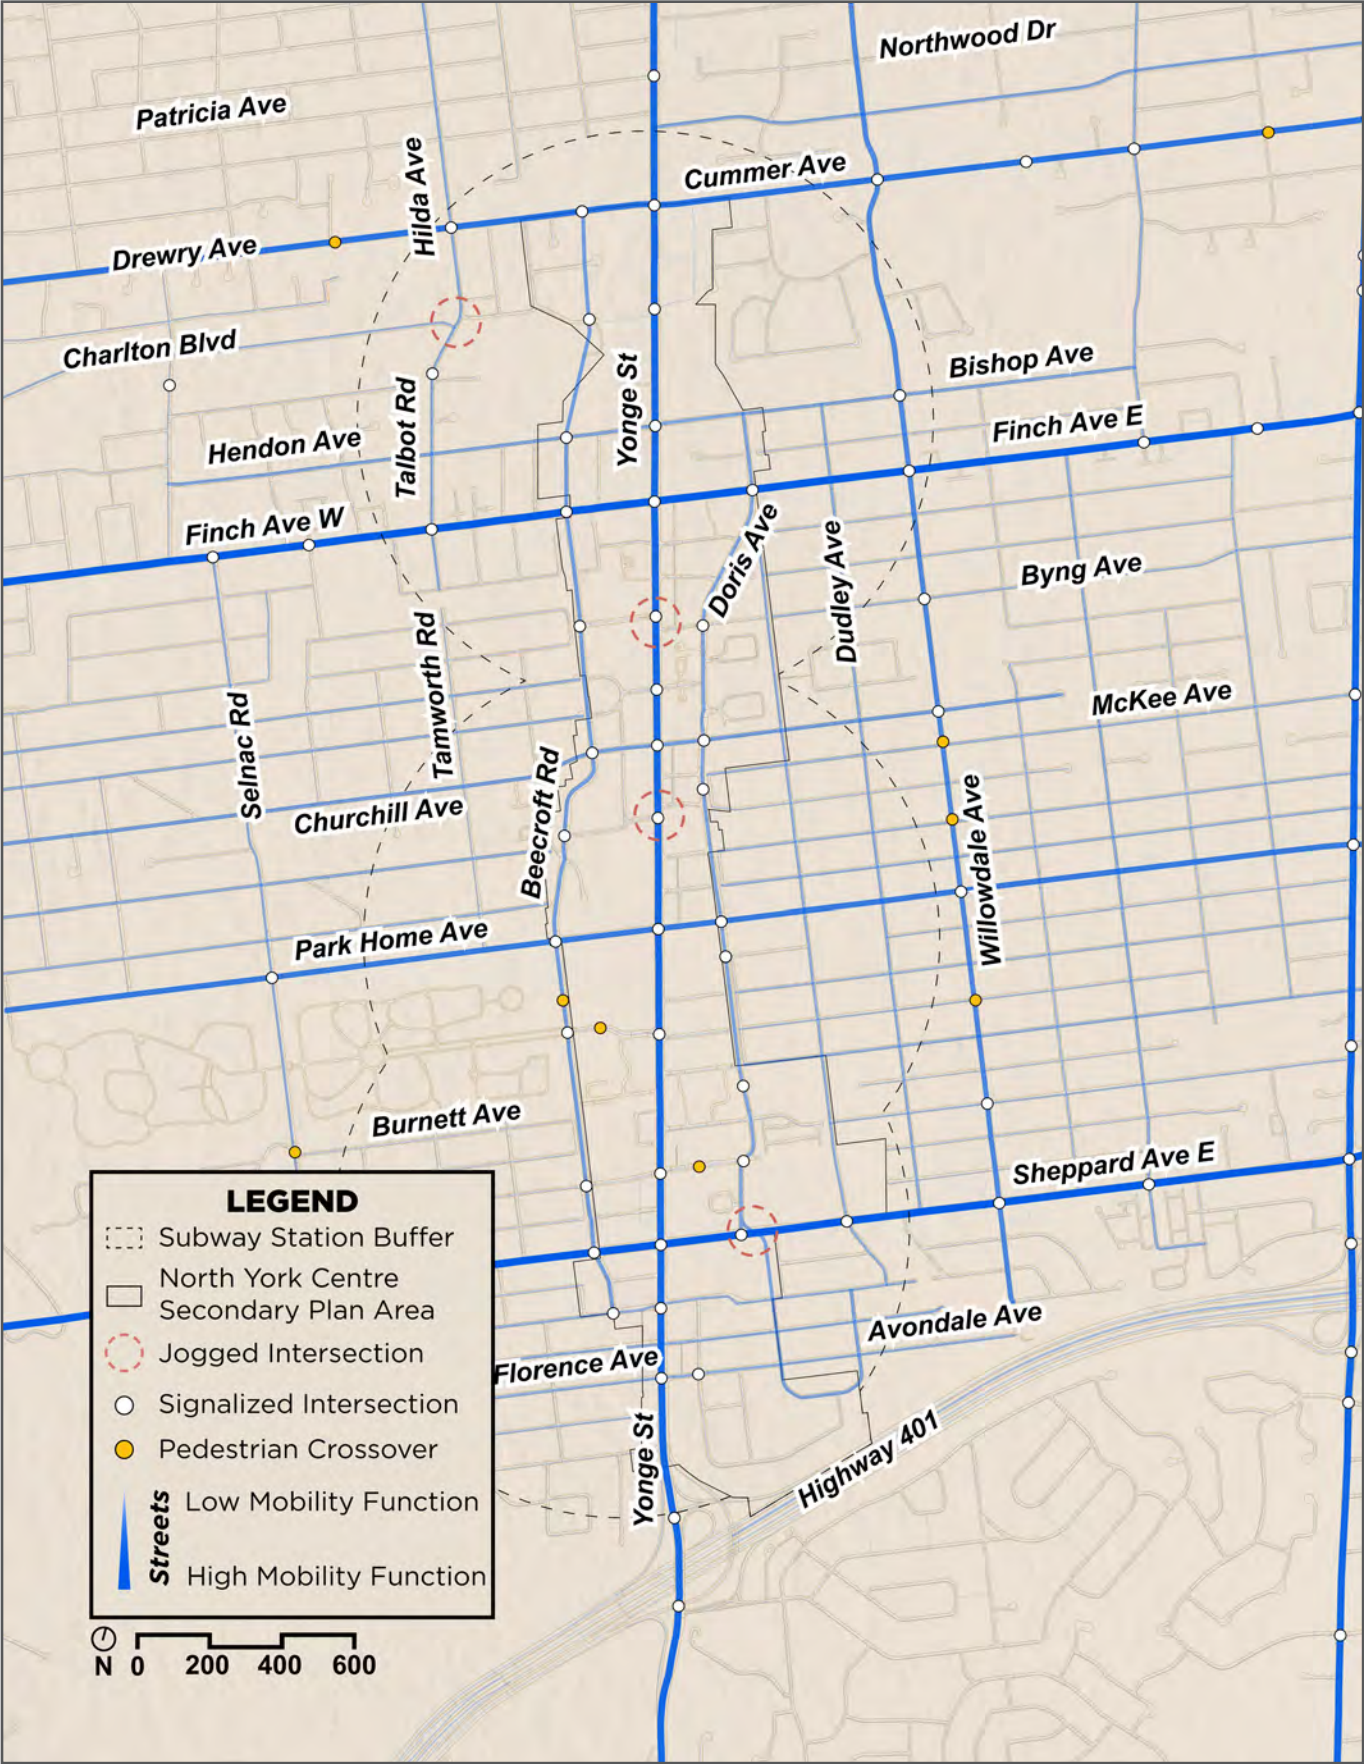 Northwood Dr
Patricia Ave
Hilda Ave
Cummer Ave
Drewry Ave
Charlton Blvd
Yonge St
Bishop Ave
Talbot Rd
Hendon Ave
Finch Ave E
Finch Ave W
Doris Ave
Dudley Ave
Byng Ave
Tamworth Rd
McKee Ave
Selnac Rd
Beecroft Rd
Willowdale Ave
Churchill Ave
Park Home Ave
Burnett Ave
Sheppard Ave E
Avondale Ave
Florence Ave
Yonge St
Highway 401
LEGEND
Subway Station Buffer
North York Centre
Secondary Plan Area
Jogged Intersection
Signalized Intersection
Pedestrian Crossover
Streets
Low Mobility Function
High Mobility Function
N 0 200 400 600